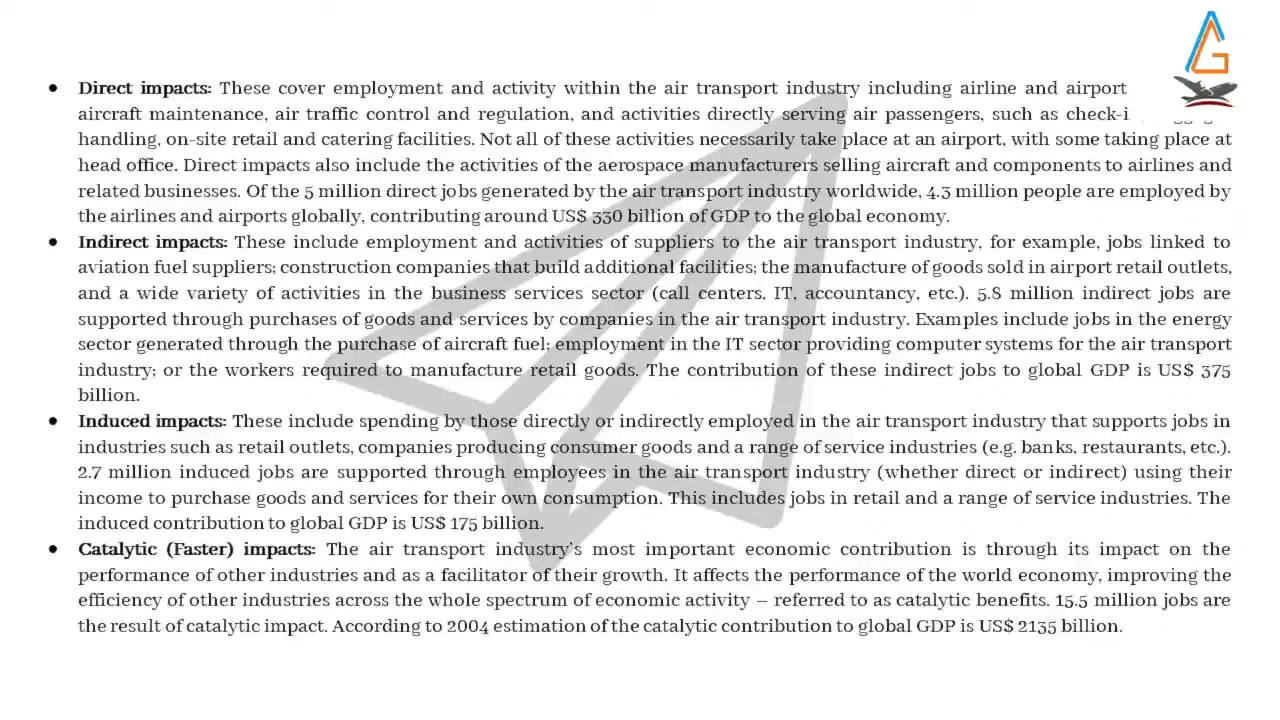 • Direct impacts: These cover employment and activity within the air transport industry including airline and airport
aircraft maintenance, air traffic control and regulation, and activities directly serving air passengers, such as
handling, on-site retail and catering facilities. Not all of these activities necessarily take place at an airport, with some taking place at
head office. Direct impacts also include the activities of the aerospace manufacturers selling aircraft and components to airlines and
related businesses. Of the 5 million direct jobs generated by the air transport industry worldwide, 4.3 million people are employed by
the airlines and airports globally, contributing around US$ 330 billion of GDP to the global economy.
• Indirect impacts: These include employment and activities of suppliers to the air transport industry, for example, jobs linked to
aviation fuel suppliers; construction companies that build additional facilities; the manufacture of goods sold in airport retail outlets,
and a wide variety of activities in the business services sector (call centers, IT, accountancy, etc.). 5.8 million indirect jobs are
supported through purchases of goods and services by companies in the air transport industry. Examples include jobs in the energy
sector generated through the purchase of aircraft fuel; employment in the IT sector providing computer systems for the air transport
industry; or the workers required to manufacture retail goods. The contribution of these indirect jobs to global GDP is US$ 375
billion.
• Induced impacts: These include spending by those directly or indirectly employed in the air transport industry that supports jobs in
industries such as retail outlets, companies producing consumer goods and a range of service industries (e.g. banks, restaurants, etc.).
2.7 million induced jobs are supported through employees in the air transport industry (whether direct or indirect) using their
income to purchase goods and services for their own consumption. This includes jobs in retail and a range of service industries. The
induced contribution to global GDP is US$ 175 billion.
• Catalytic (Faster) impacts: The air transport industry's most important economic contribution is through its impact on the
performance of other industries and as a facilitator of their growth. It affects the performance of the world economy, improving the
efficiency of other industries across the whole spectrum of economic activity – referred to as catalytic benefits. 15.5 million jobs are
the result of catalytic impact. According to 2004 estimation of the catalytic contribution to global GDP is US$ 2135 billion.